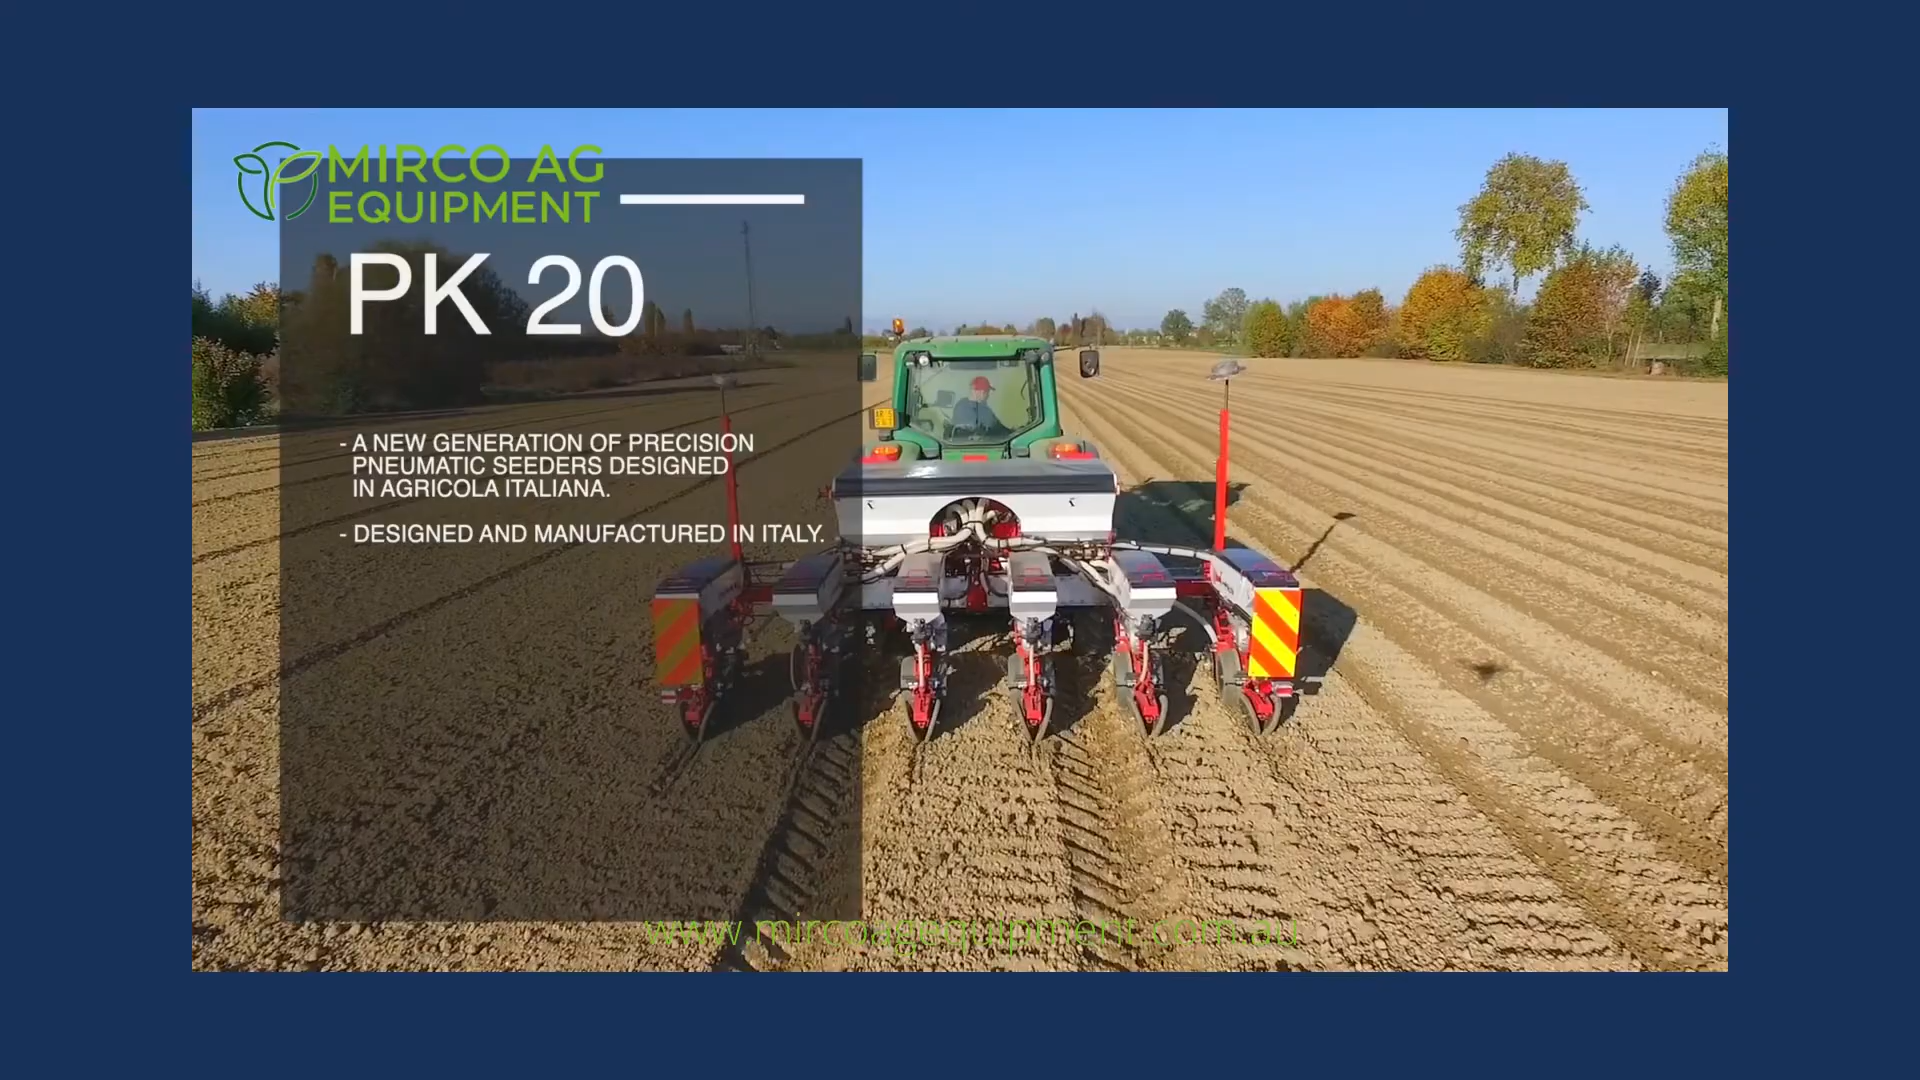 MIRCO AG
EQUIPMENT
PK 20
- A NEW GENERATION OF PRECISION
PNEUMATIC SEEDERS DESIGNED
IN AGRICOLA ITALIANA.
- DESIGNED AND MANUFACTURED IN ITALY.
www.mircoagequipment.com.au